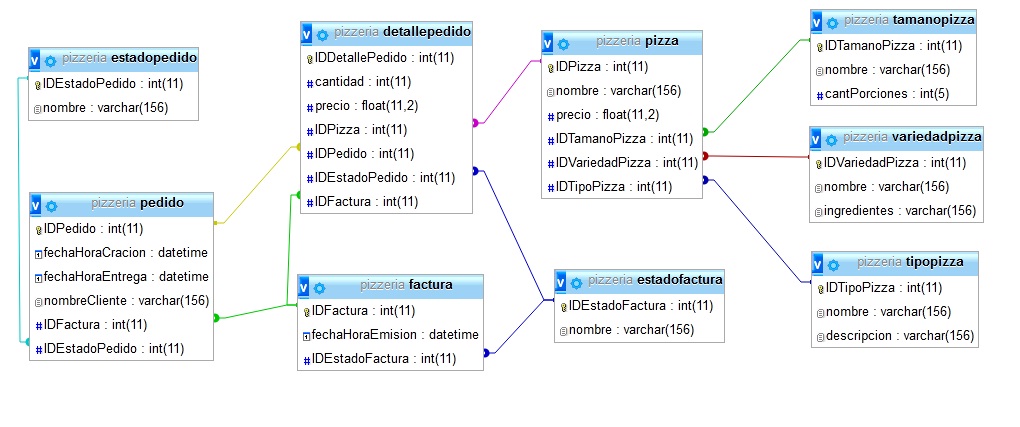 pizzeria estadopedido
IDEstadoPedido : int(11)
nombre : varchar(156)
pizzeria pedido
IDPedido : int(11)
fechaHoraCracion : datetime
fechaHoraEntrega : datetime
nombreCliente : varchar(156)
IDFactura : int(11)
IDEstadoPedido : int(11)
pizzeria detallepedido
IDDetallePedido : int(11)
cantidad : int(11)
precio : float(11,2)
IDPizza : int(11)
IDPedido : int(11)
IDEstadoPedido : int(11)
IDFactura : int(11)
pizzeria factura
IDFactura : int(11)
fechaHoraEmision : datetime
IDEstadoFactura : int(11)
pizzeria pizza
IDPizza : int(11)
nombre : varchar(156)
precio : float(11,2)
IDTamanoPizza : int(11)
IDVariedadPizza : int(11)
IDTipoPizza : int(11)
pizzeria estadofactura
IDEstadoFactura : int(11)
nombre : varchar(156)
pizzeria tamanopizza
IDTamanoPizza : int(11)
nombre : varchar(156)
cantPorciones : int(5)
pizzeria variedadpizza
IDVariedadPizza : int(11)
nombre : varchar(156)
ingredientes : varchar(156)
pizzeria tipopizza
IDTipoPizza : int(11)
nombre : varchar(156)
descripcion : varchar(156)